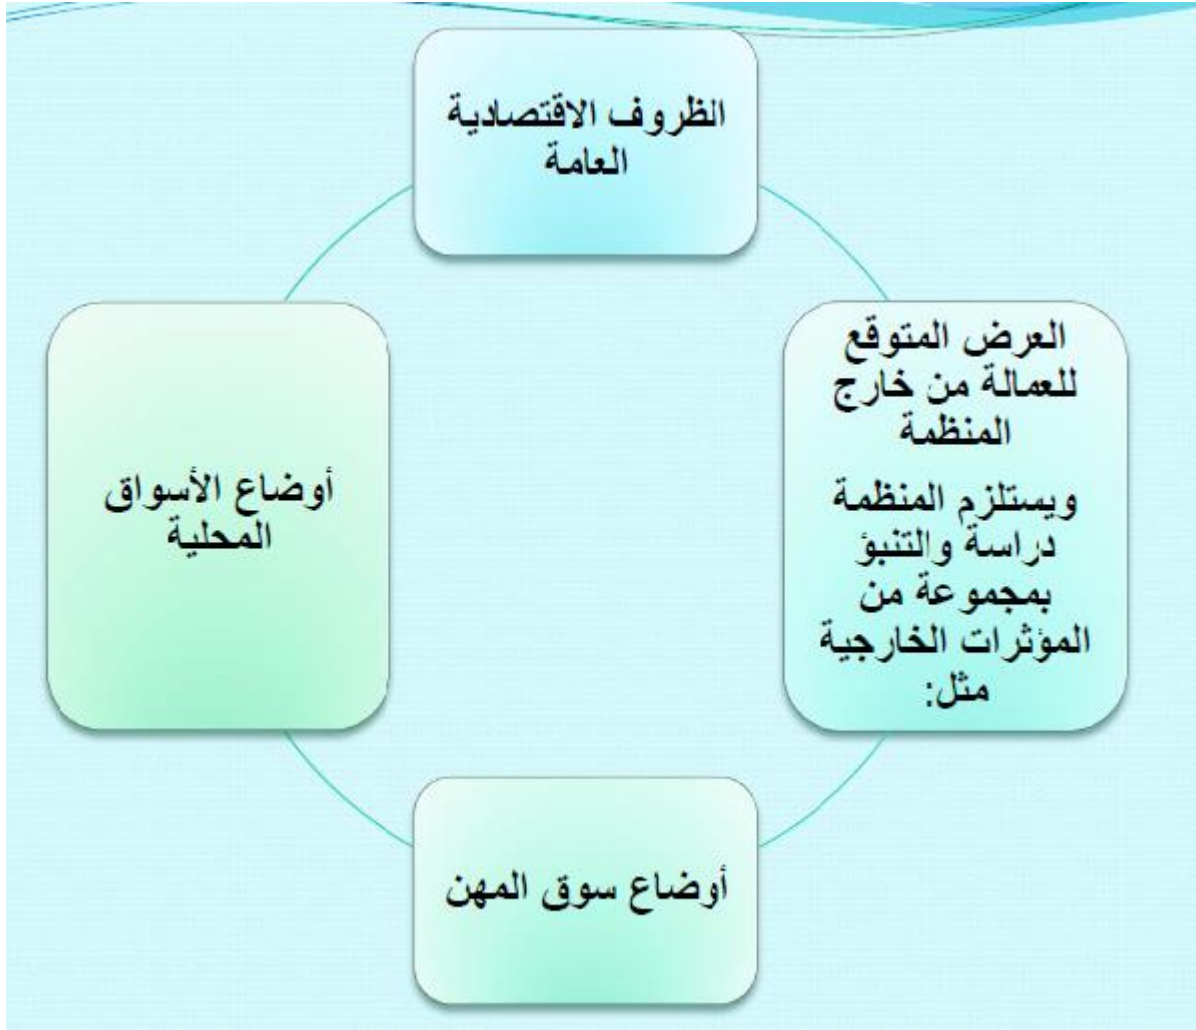 الظروف الاقتصادية
العامة
العرض المتوقع
للعمالة من خارج
المنظمة
ويستلزم المنظمة
دراسة والتنبؤ
بمجموعة من
المؤثرات الخارجية
مثل:
أوضاع الأسواق
المحلية
أوضاع سوق المهن